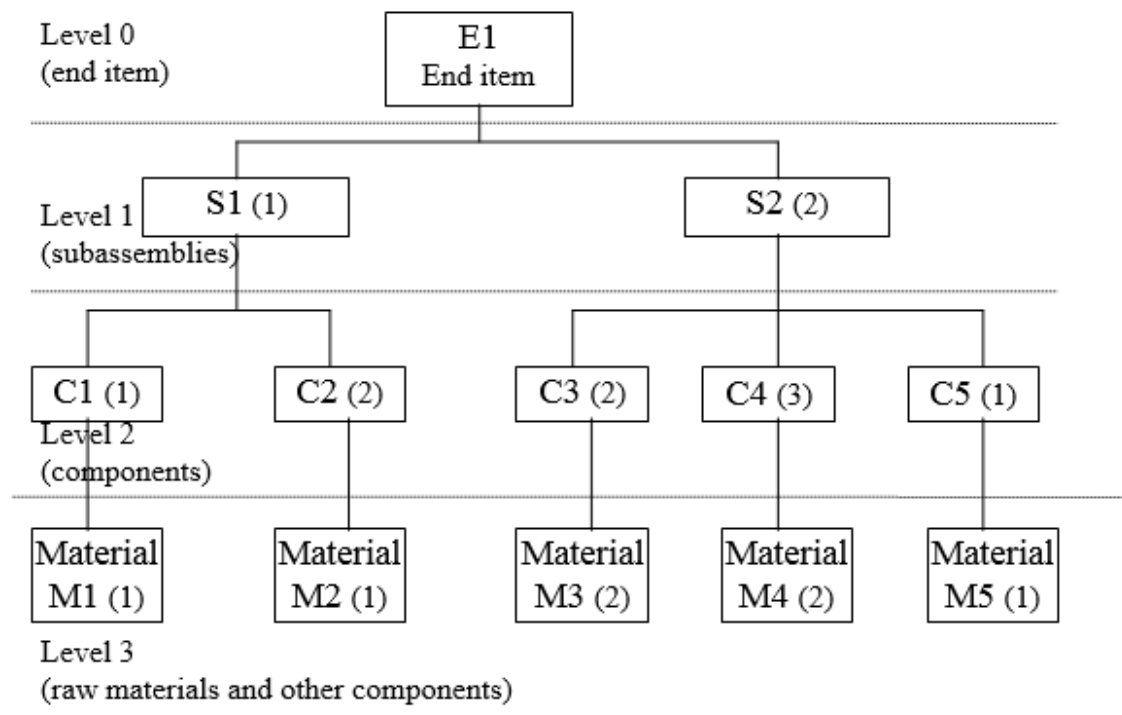 Level 0
(end item)
E1
End item
Level 1
(subassemblies)
S1 (1)
S2 (2)
C1 (1)
C2 (2)
C3 (2)
C4 (3)
C5 (1)
Level 2
(components)
Material
M1 (1)
Material
M2 (1)
Material
M3 (2)
Material
M4 (2)
Material
M5 (1)
Level 3
(raw materials and other components)